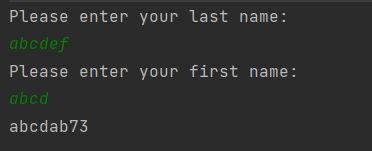 Please enter your last name:
abcdef
Please enter your first name:
abcd
abcdab73